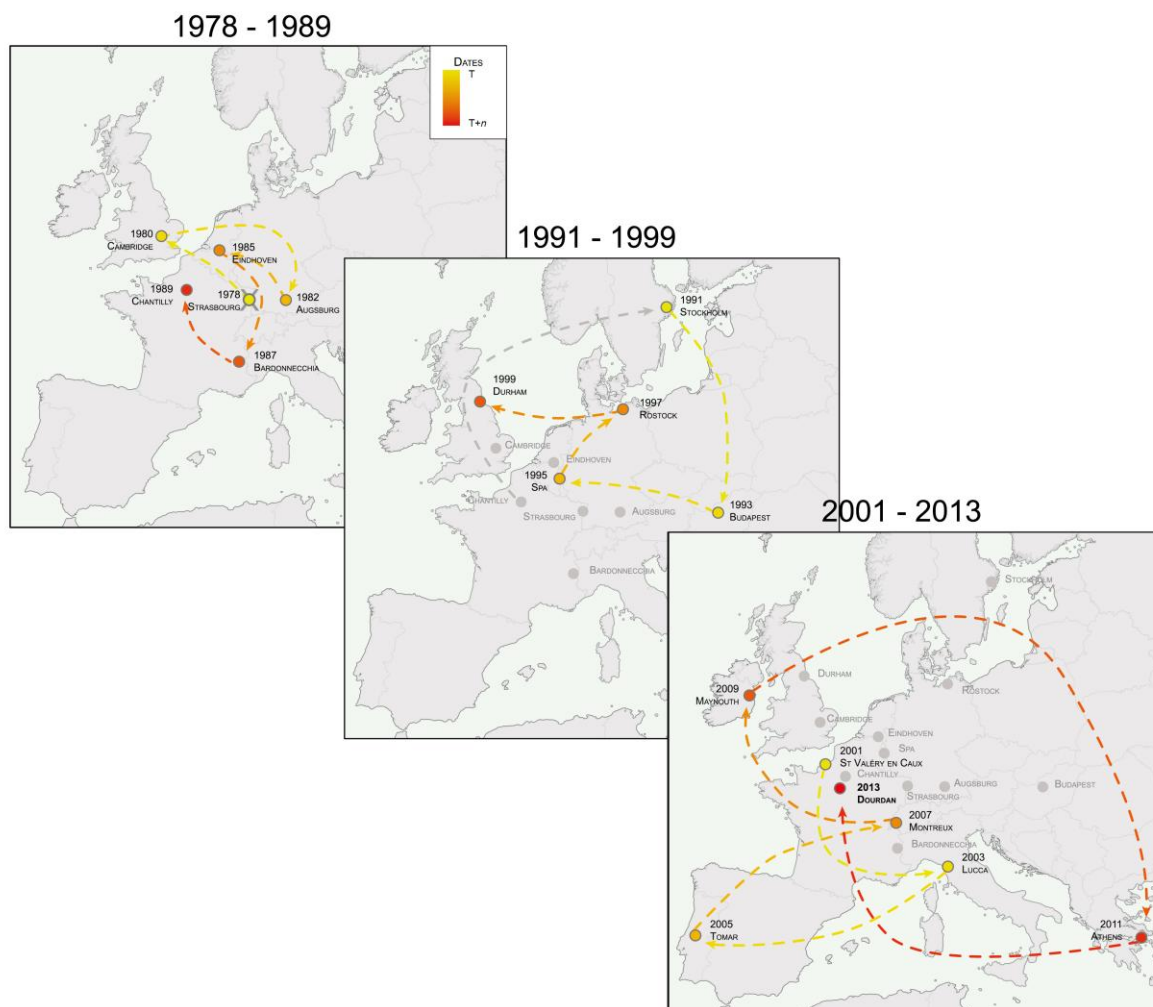 1978 - 1989
DATES
T
T+n
1980
CAMBRIDGE
1985
EINDHOVEN
1989
CHANTILLY
1978
STRASBOURG
1982
AUGSBURG
1987
BARDONNECCHIA
1991 - 1999
1991
STOCKHOLM
1999
DURHAM
1997
ROSTOCK
CAMBRIDGE
EINDHOVEN
1995
SPA
CHANTILLY
STRASBOURG
AUGSBURG
1993
BUDAPEST
BARDONNECCHIA
2001 - 2013
STOCKHOLM
DURHAM
ROSTOCK
2009
MAYNOUTH
CAMBRIDGE
EINDHOVEN
SPA
2001
ST VALÉRY EN CAUX
CHANTILLY
2013
DOURDAN
STRASBOURG
AUGSBURG
BUDAPEST
2007
MONTREUX
BARDONNECCHIA
2003
LUCCA
2005
TOMAR
2011
ATHENS